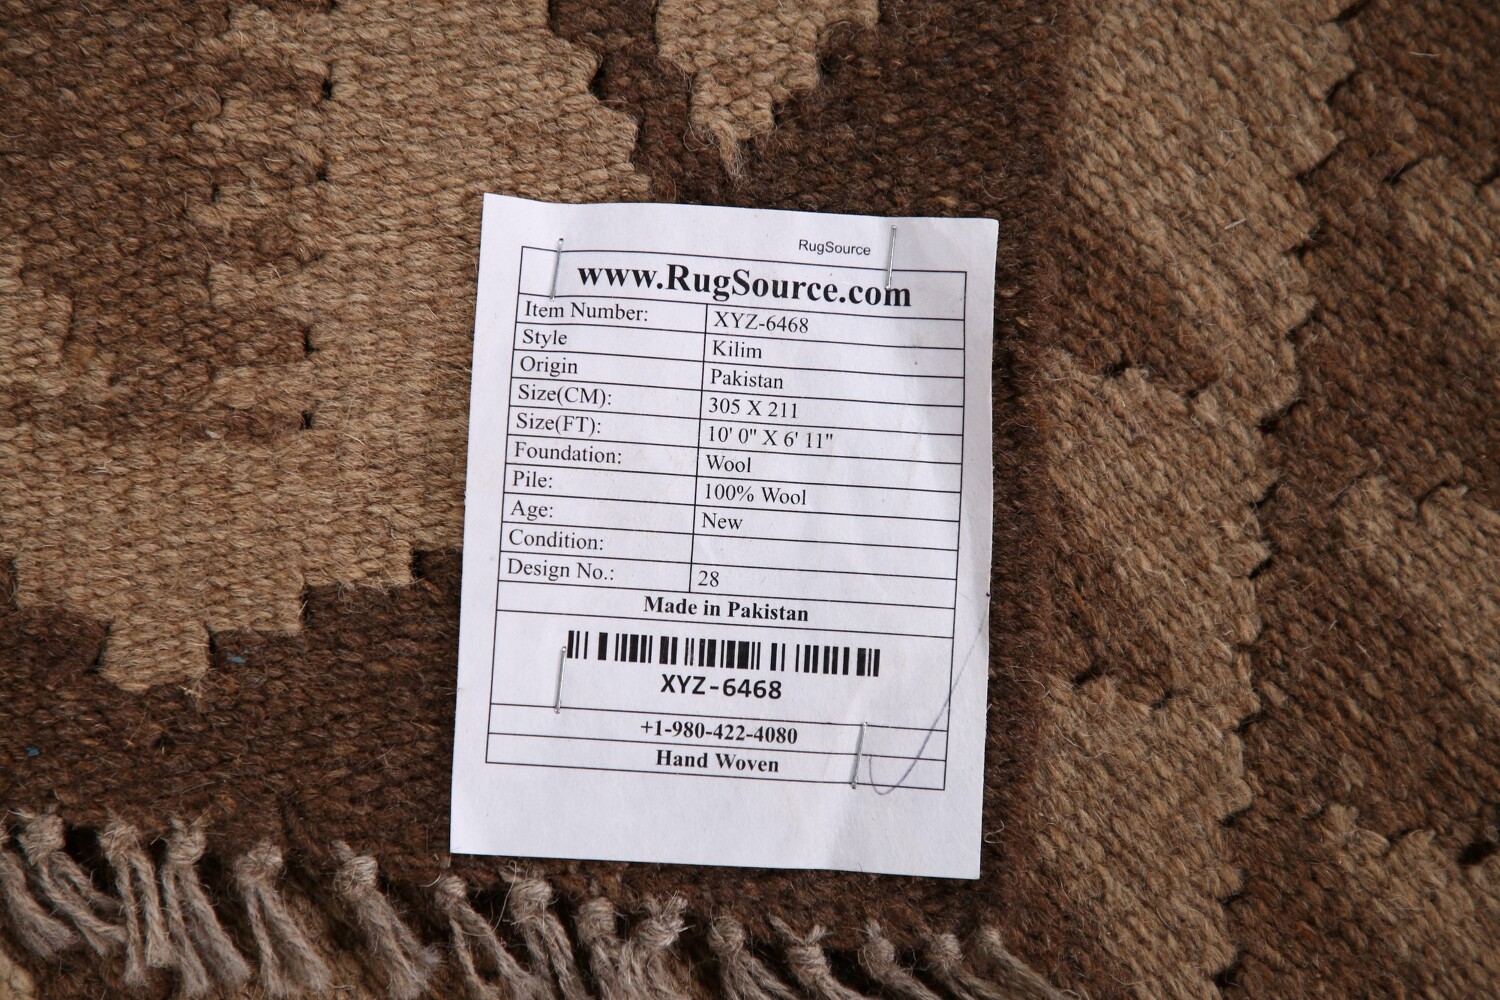 RugSource
www.RugSource.com
Item Number: XYZ-6468
Style Kilim
Origin Pakistan
Size(CM): 305 X 211
Size(FT): 10' 0" X 6' 11"
Foundation: Wool
Pile: 100% Wool
Age: New
Condition:
Design No.: 28
Made in Pakistan
XYZ-6468
+1-980-422-4080
Hand Woven